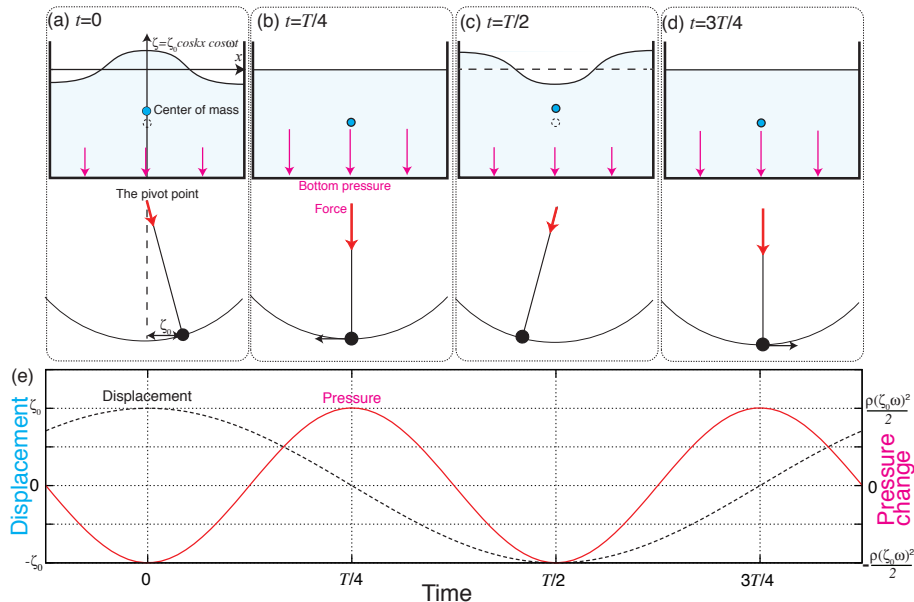 (a) t=0
(b) t=T/4
(c) t=T/2
(d) t=3T/4
ζ=ζ₀coskx cosωt
x
Center of mass
Bottom pressure
The pivot point
Force
ζ₀
(e)
Displacement
Pressure
ζ₀
0
-ζ₀
Displacement
ρ(ζ₀ω)²
2
0
-ρ(ζ₀ω)²
2
Pressure
change
0
T/4
T/2
3T/4
Time